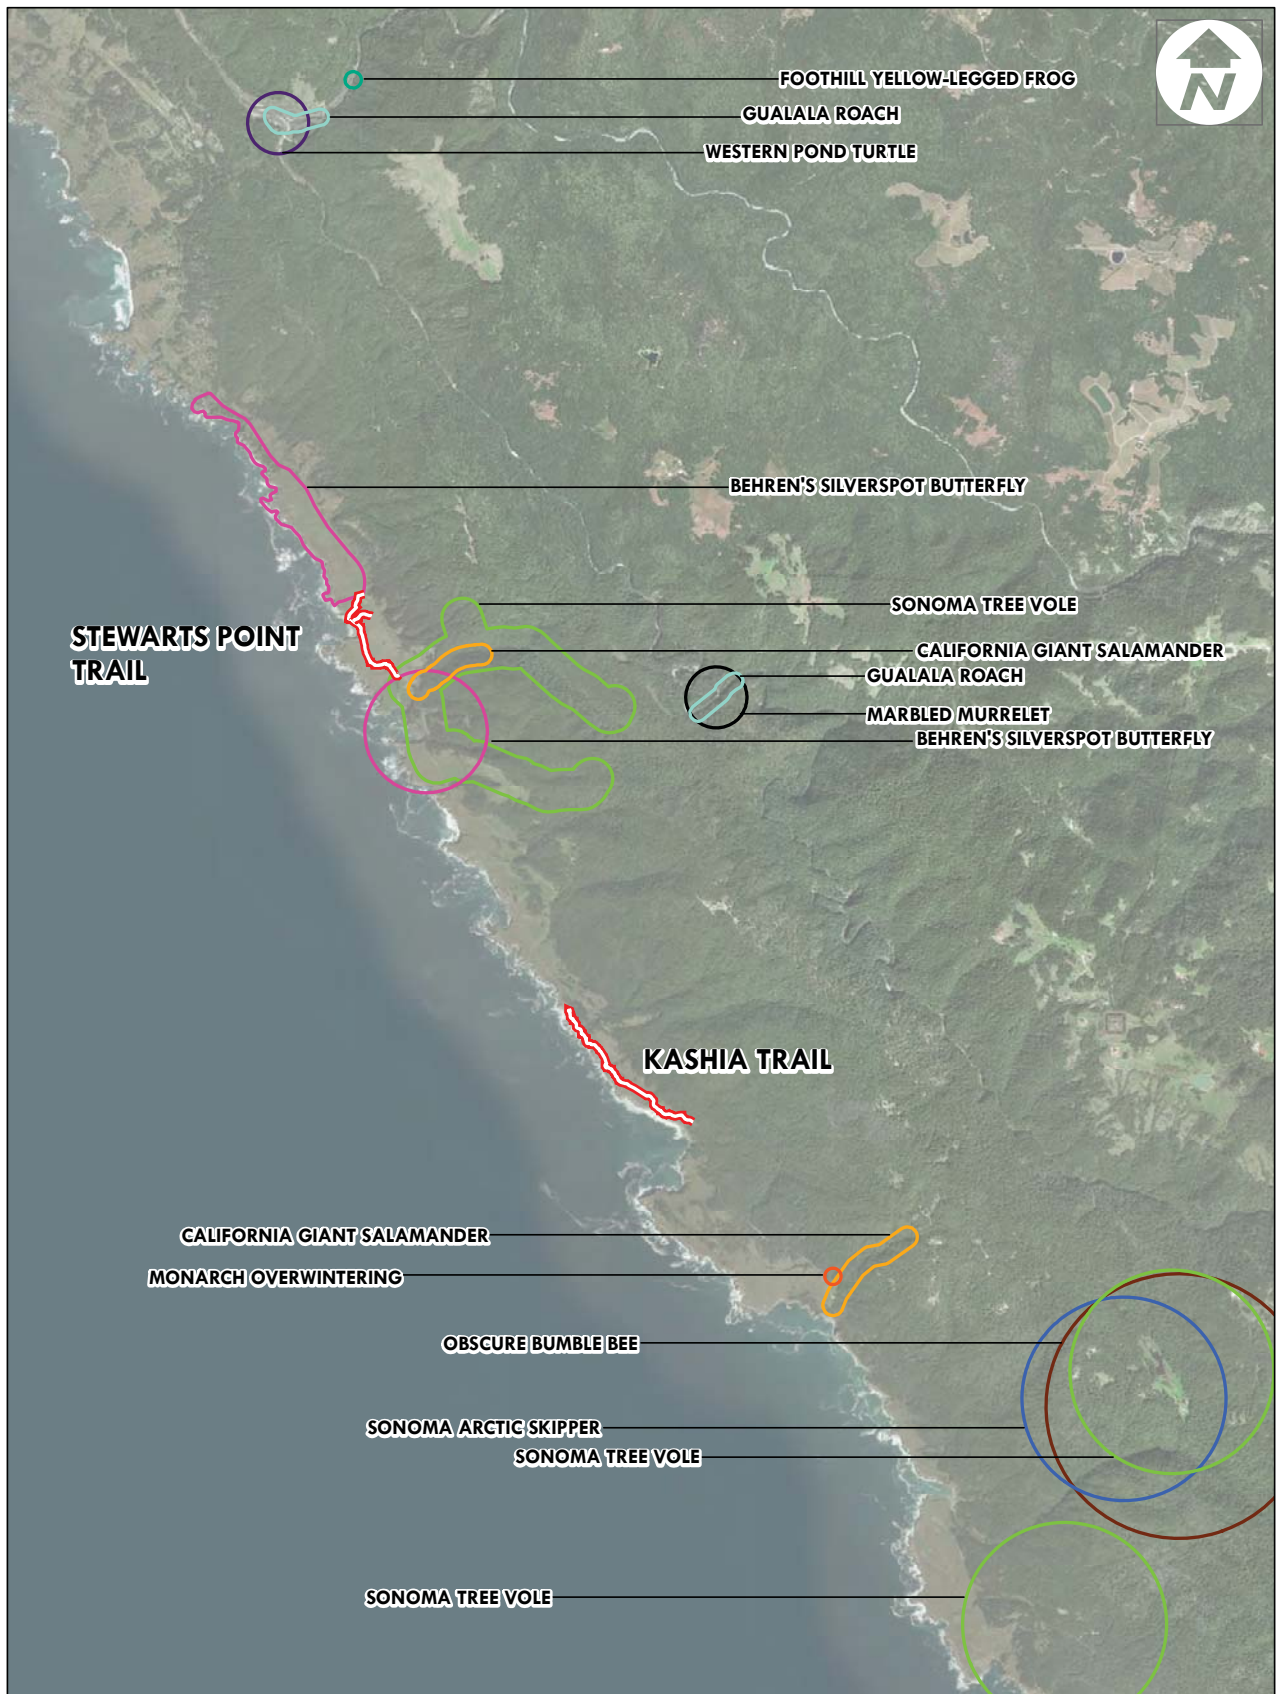 N
FOOTHILL YELLOW-LEGGED FROG
GUALALA ROACH
WESTERN POND TURTLE
BEHREN'S SILVERSPOT BUTTERFLY
SONOMA TREE VOLE
STEWARTS POINT
TRAIL
CALIFORNIA GIANT SALAMANDER
GUALALA ROACH
MARBLED MURRELET
BEHREN'S SILVERSPOT BUTTERFLY
KASHIA TRAIL
CALIFORNIA GIANT SALAMANDER
MONARCH OVERWINTERING
OBSCURE BUMBLE BEE
SONOMA ARCTIC SKIPPER
SONOMA TREE VOLE
SONOMA TREE VOLE